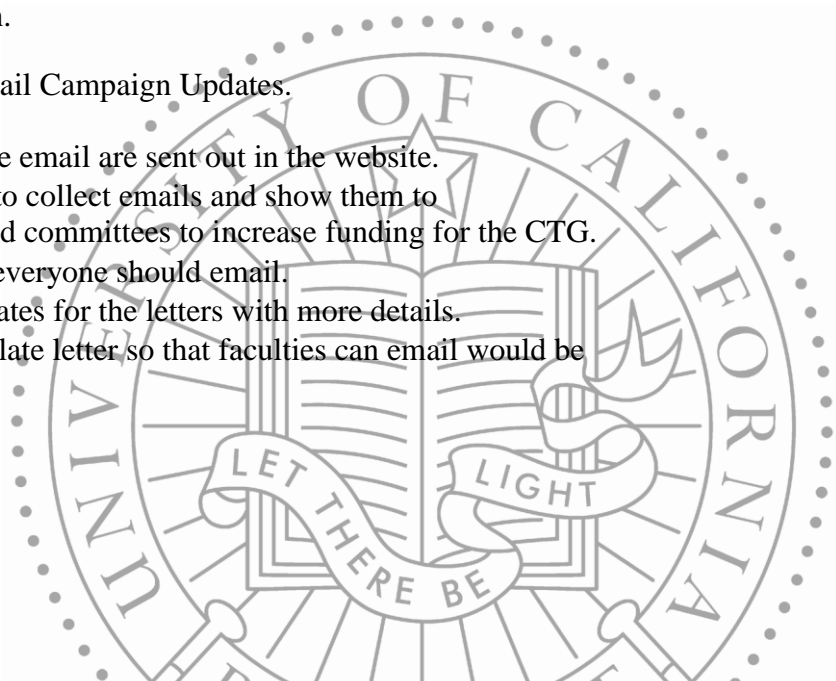 .
ail Campaign Updates.
e email are sent out in the website.
to collect emails and show them to
d committees to increase funding for the CTG.
everyone should email.
ates for the letters with more details.
late letter so that faculties can email would be
UNIVERSITY OF CALIFORNIA
LET THERE BE LIGHT